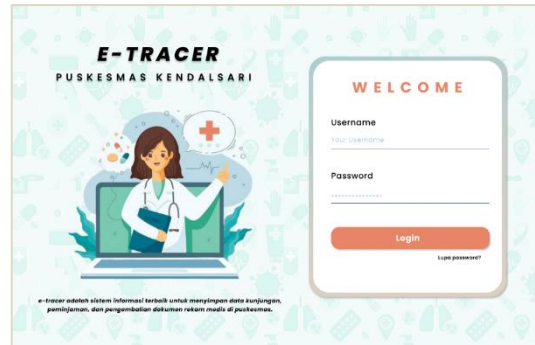 E-TRACER
PUSKESMAS KENDALSARI
e-tracer adalah sistem informasi terbaik untuk menyimpan data kunjungan,
peminjaman, dan pengembalian dokumen rekam medis di puskesmas.
WELCOME
Username
Your Username
Password
Login
Lupa password?